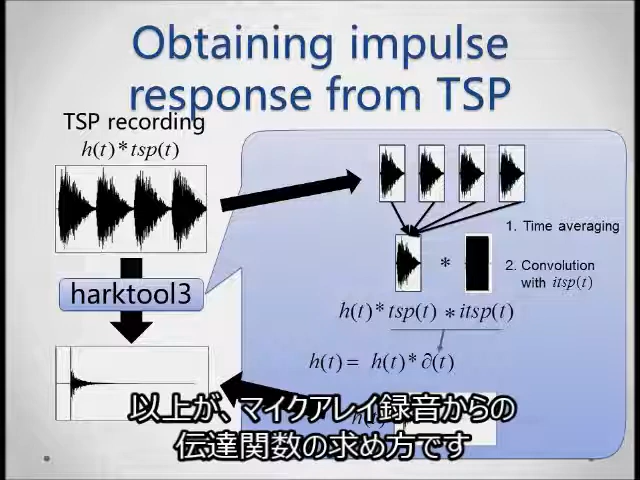 Obtaining impulse
response from TSP
TSP recording
h(t)*tsp(t)
harktool3
1. Time averaging
*
2. Convolution
with itsp(t)
h(t)*tsp(t)*itsp(t)
h(t)= h(t)*∂(t)
以上が、マイクアレイ録音からの
伝達関数の求め方です